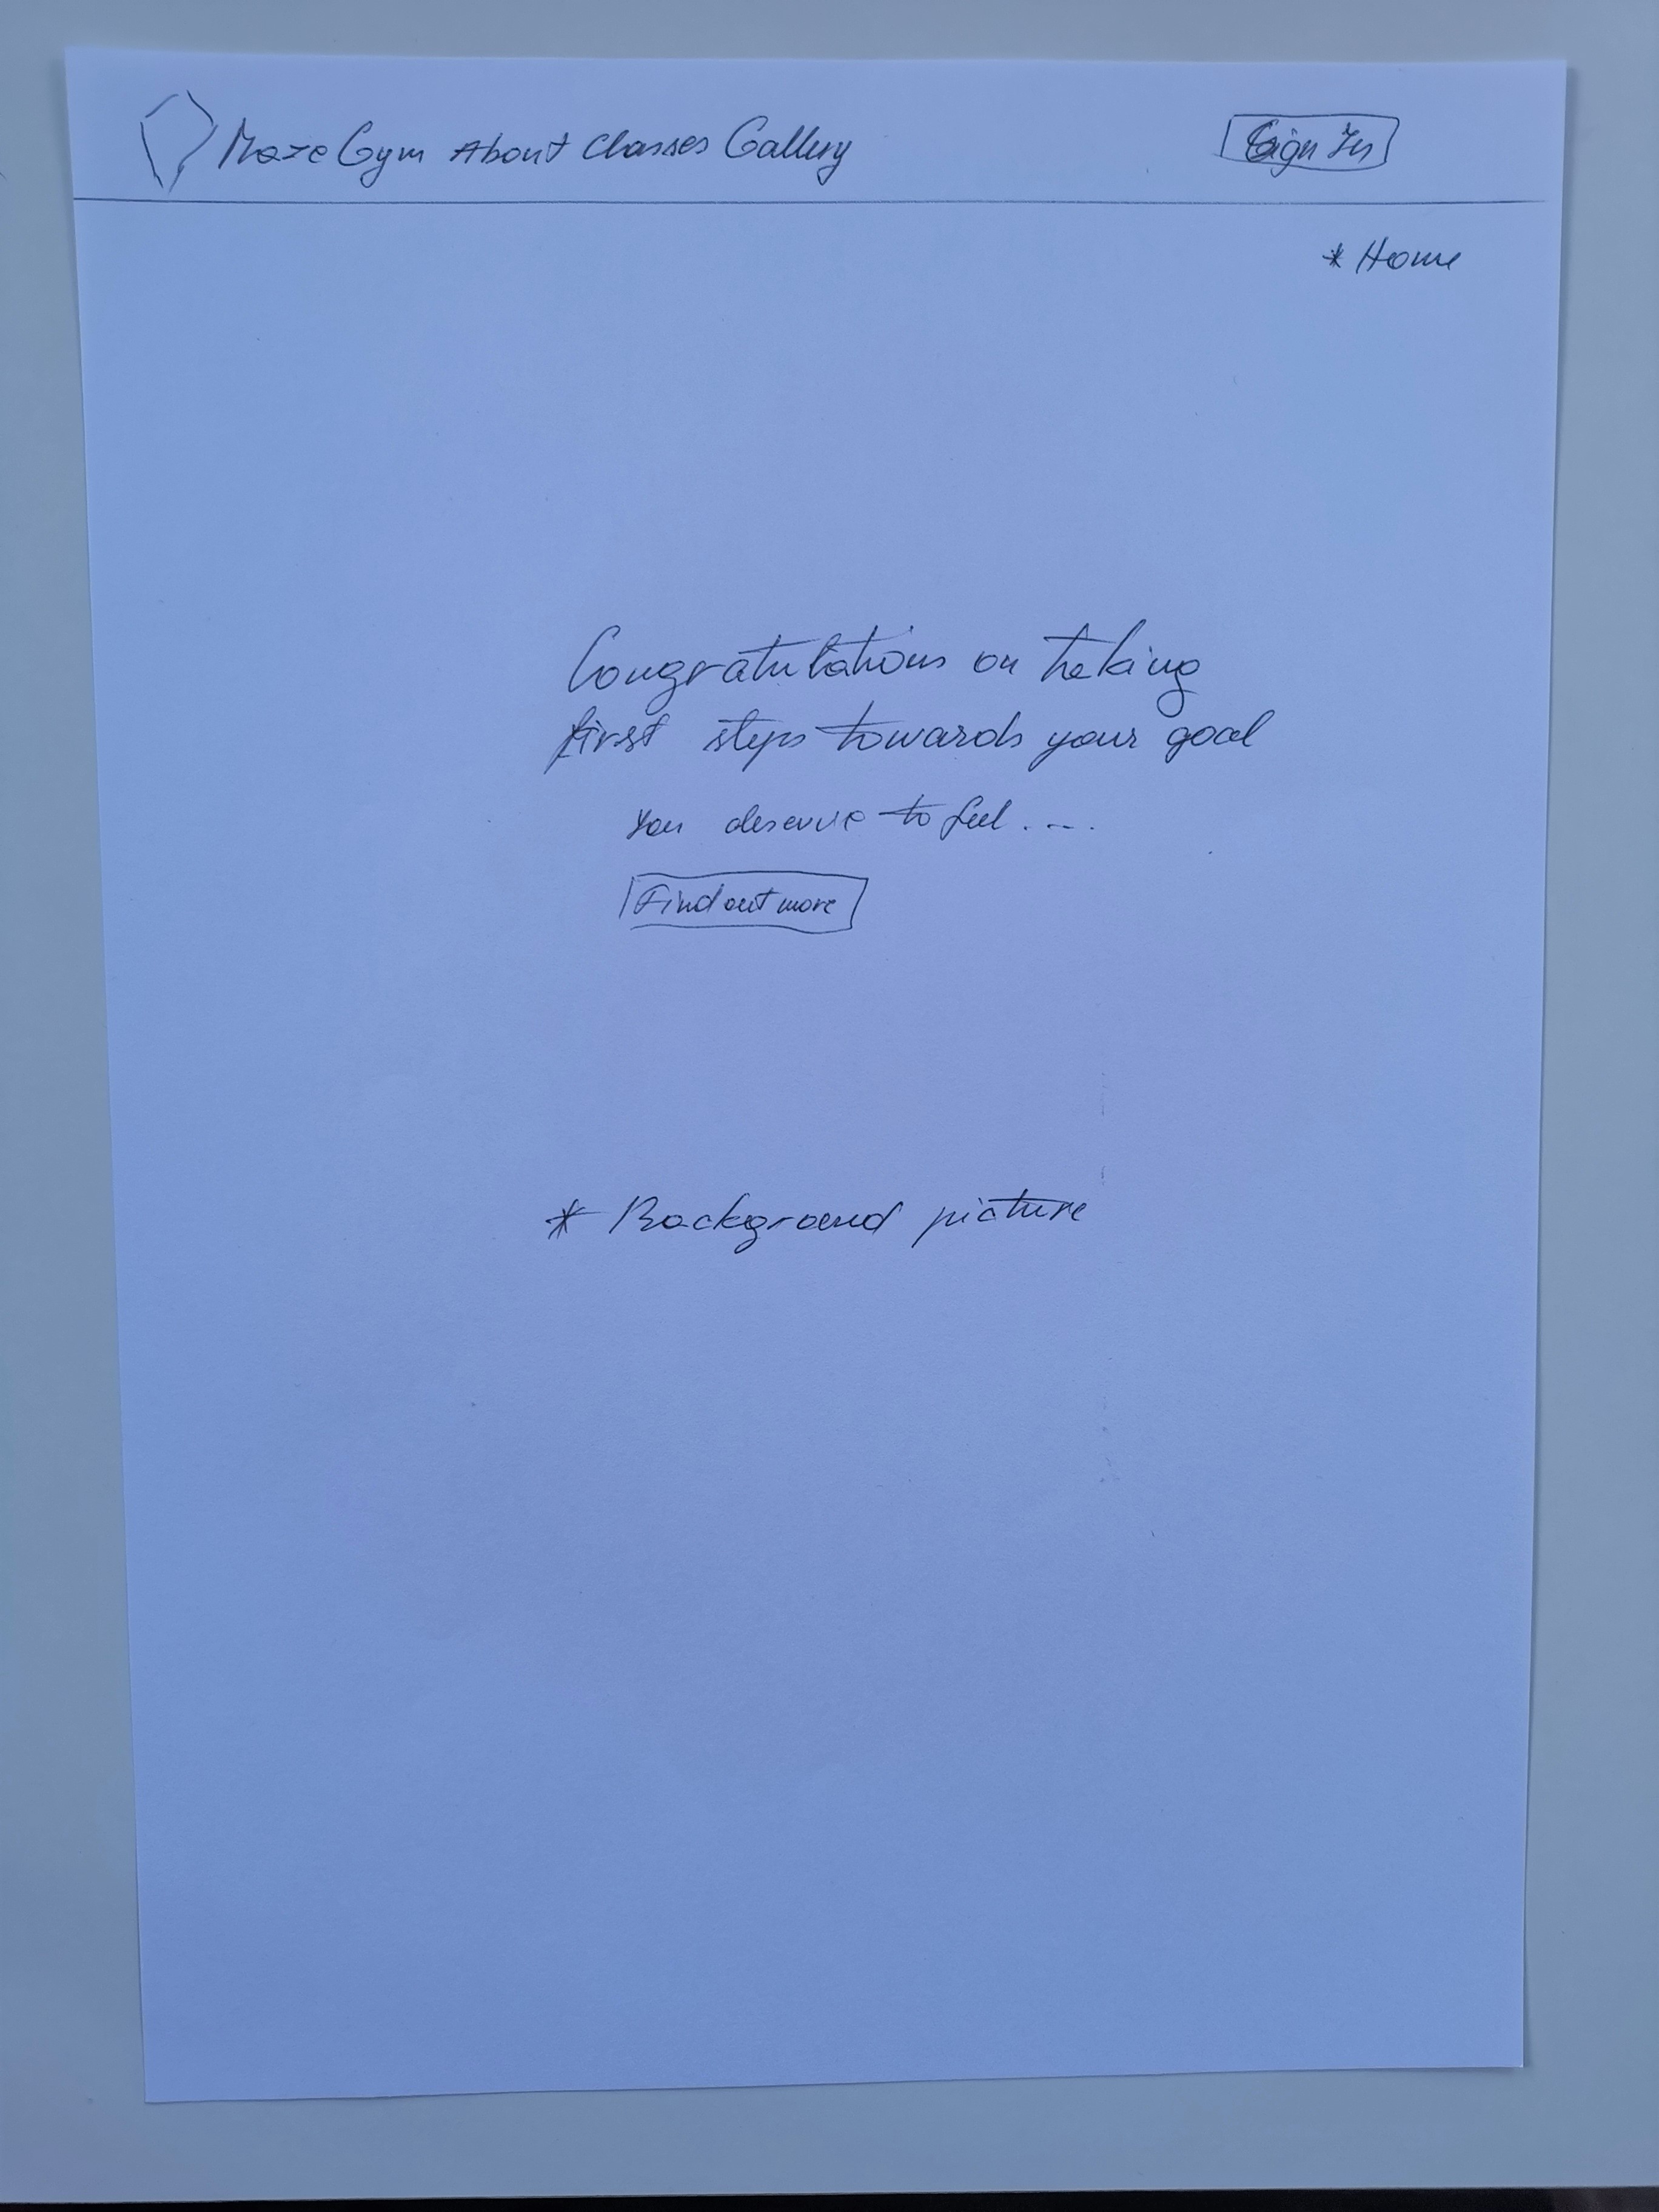 Maze Gym About Classes Gallery Sign In
* Home
Congratulations on taking
first steps towards your goal
You deserve to feel....
Find out more
* Background picture